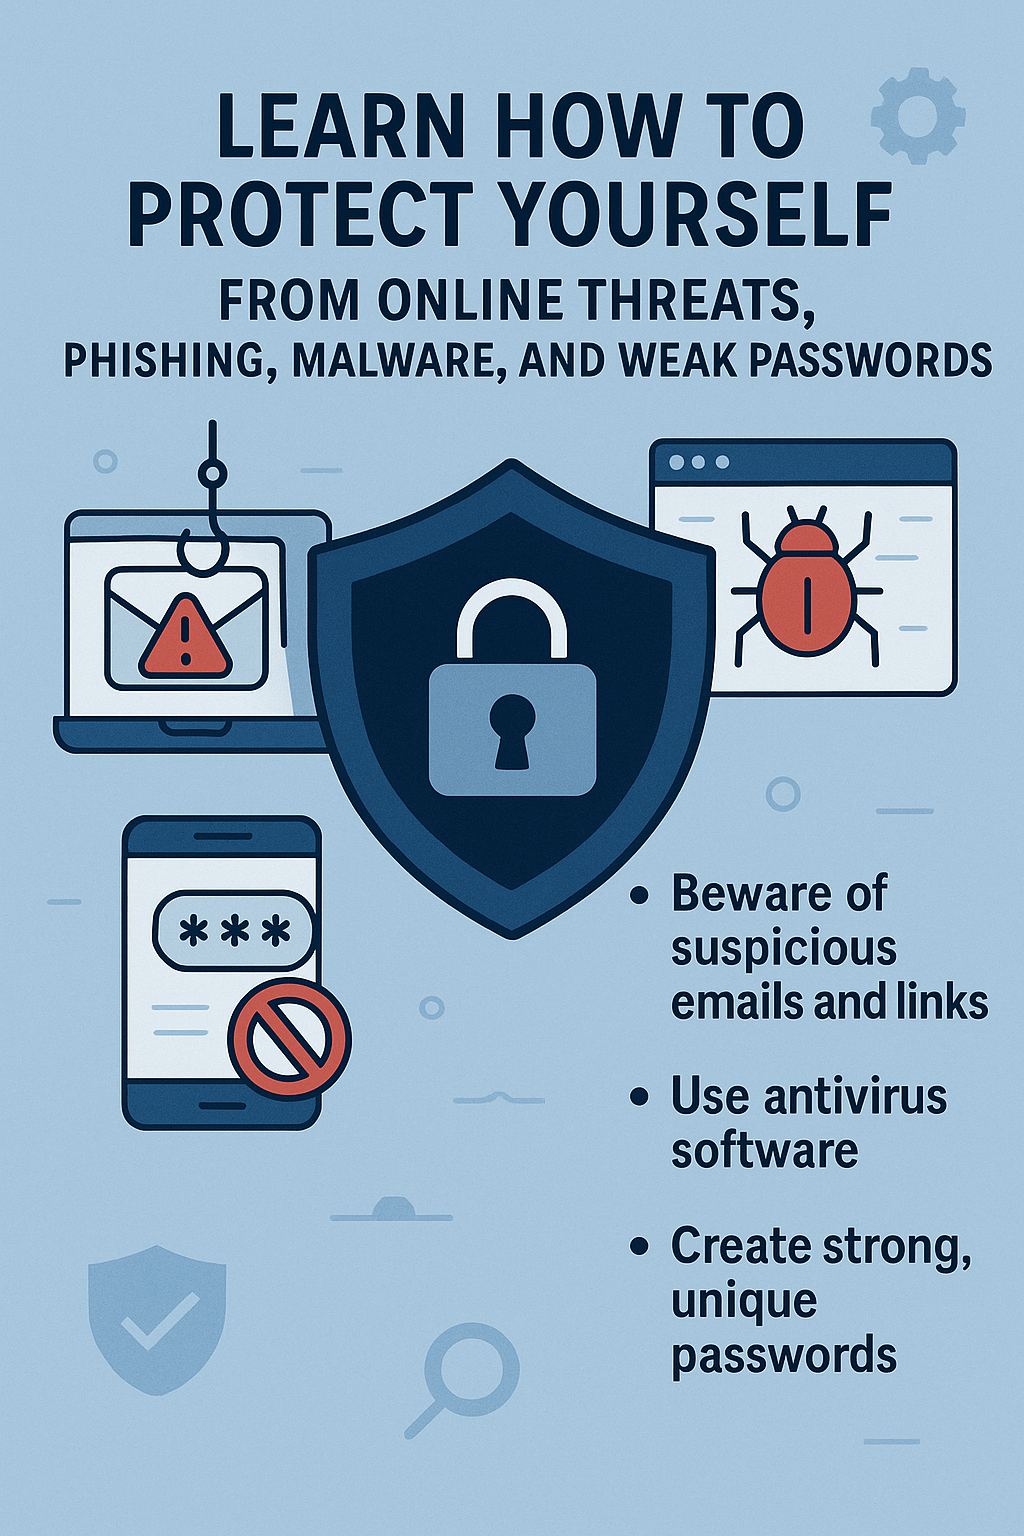 LEARN HOW TO
PROTECT YOURSELF
FROM ONLINE THREATS,
PHISHING, MALWARE, AND WEAK PASSWORDS
***
• Beware of
suspicious
emails and links
• Use antivirus
software
• Create strong,
unique
passwords